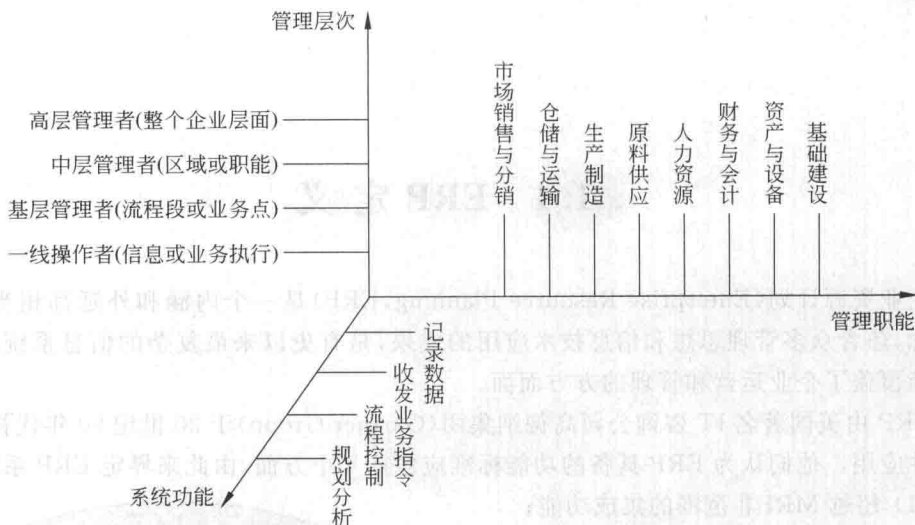 管理层次
高层管理者(整个企业层面)
中层管理者(区域或职能)
基层管理者(流程段或业务点)
一线操作者(信息或业务执行)
市场销售与分销
仓储与运输
生产制造
原料供应
人力资源
财务与会计
资产与设备
基础建设
管理职能
记录数据
收发业务指令
流程控制
规划分析
系统功能